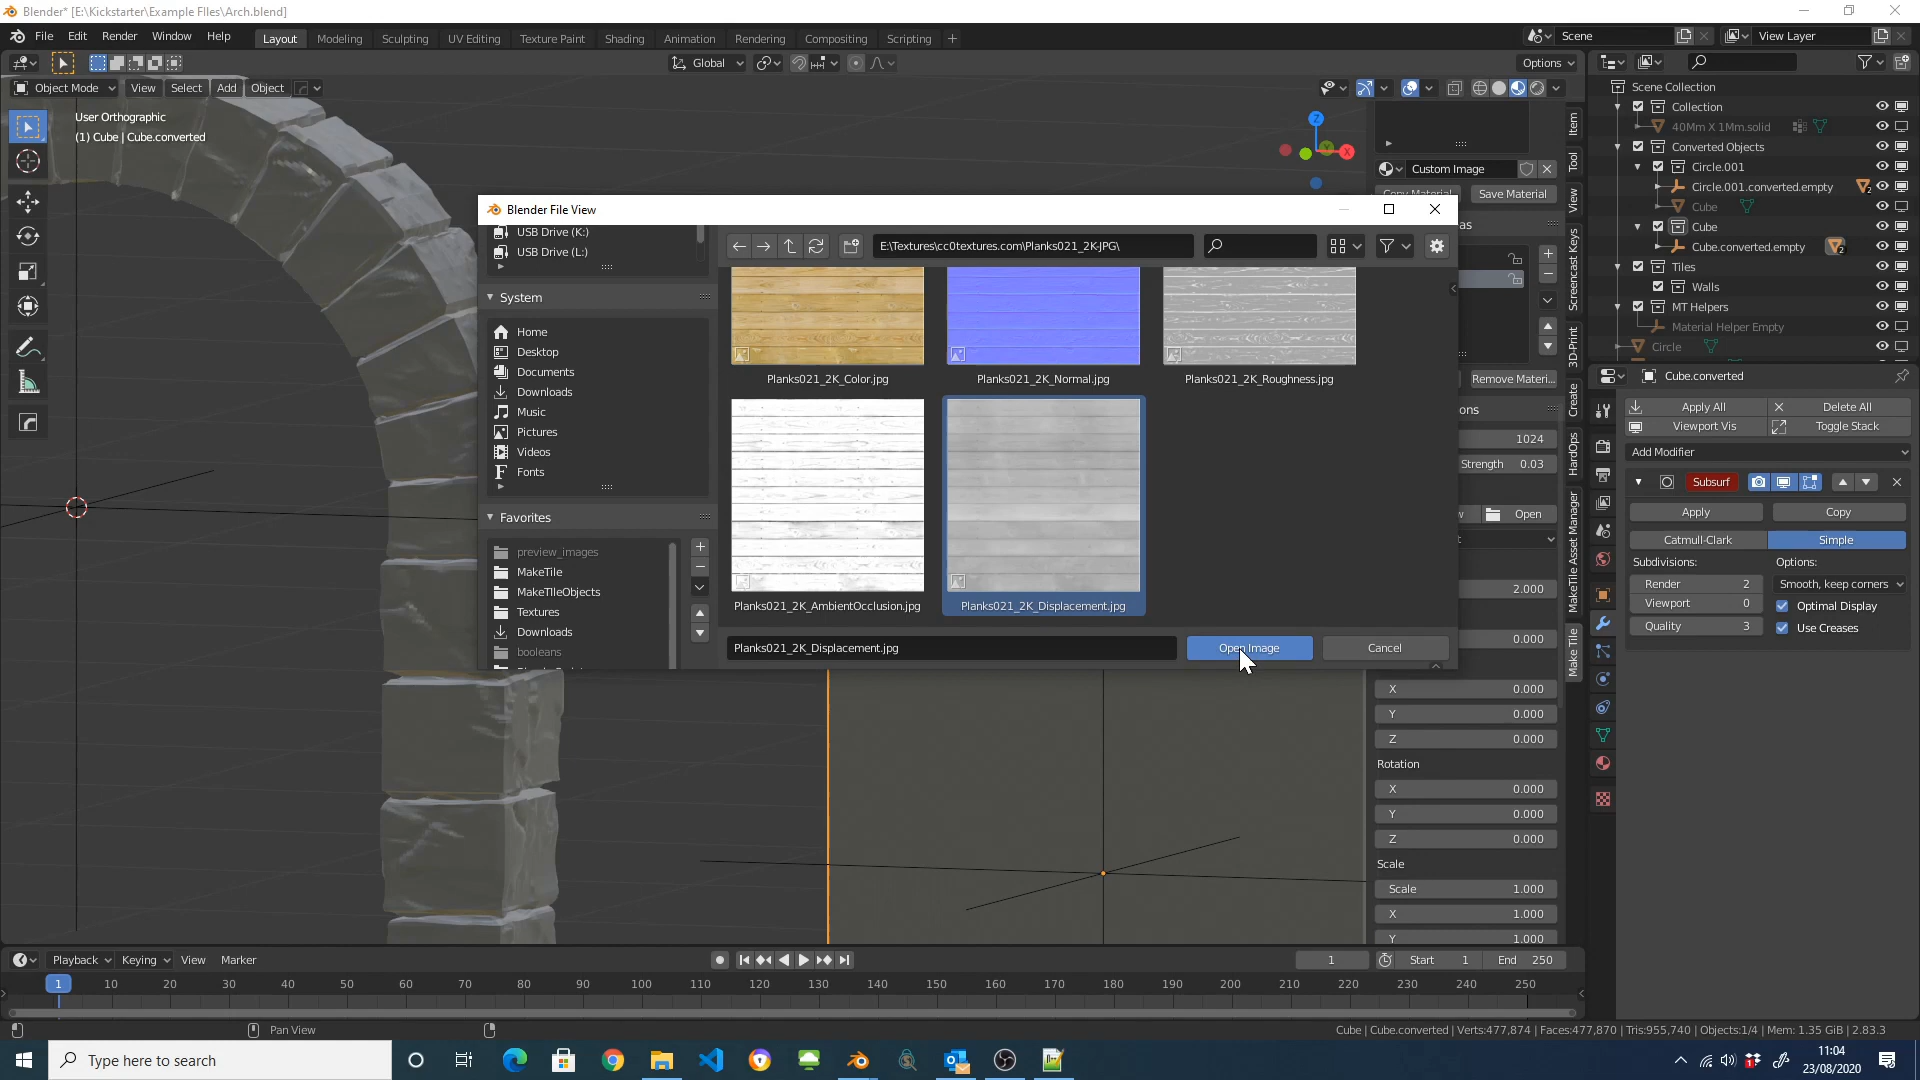 Blender* [E:\Kickstarter\Example FIles\Arch.blend]
File Edit Render Window Help
Layout Modeling Sculpting UV Editing Texture Paint Shading Animation Rendering Compositing Scripting +
Scene
View Layer
Global
Options
Object Mode View Select Add Object
User Orthographic
(1) Cube | Cube.converted
Z
X
Custom Image
Save Material
Item
Tool
View
Screencast Keys
3D-Print
Create
HardOps
MakeTile Asset Manager
Make Tile
Remove Materi...
1024
Strength 0.03
Open
2.000
0.000
X 0.000
Y 0.000
Z 0.000
Rotation
X 0.000
Y 0.000
Z 0.000
Scale
Scale 1.000
X 1.000
Y 1.000
Blender File View
USB Drive (K:)
USB Drive (L:)
System
Home
Desktop
Documents
Downloads
Music
Pictures
Videos
Fonts
Favorites
preview_images
MakeTile
MakeTIleObjects
Textures
Downloads
booleans
E:\Textures\cc0textures.com\Planks021_2K-JPG\
Planks021_2K_Color.jpg
Planks021_2K_Normal.jpg
Planks021_2K_Roughness.jpg
Planks021_2K_AmbientOcclusion.jpg
Planks021_2K_Displacement.jpg
Planks021_2K_Displacement.jpg
Open Image
Cancel
Scene Collection
Collection
40Mm X 1Mm.solid
Converted Objects
Circle.001
Circle.001.converted.empty
Cube
Cube
Cube.converted.empty
Tiles
Walls
MT Helpers
Material Helper Empty
Circle
Cube.converted
Apply All Delete All
Viewport Vis Toggle Stack
Add Modifier
Subsurf
Apply Copy
Catmull-Clark Simple
Subdivisions: Options:
Render 2 Smooth, keep corners
Viewport 0 Optimal Display
Quality 3 Use Creases
Playback Keying View Marker
1 Start 1 End 250
1 10 20 30 40 50 60 70 80 90 100 110 120 130 140 150 160 170 180 190 200 210 220 230 240 250
Pan View
Cube | Cube.converted | Verts:477,874 | Faces:477,870 | Tris:955,740 | Objects:1/4 | Mem: 1.35 GiB | 2.83.3
Type here to search
11:04
23/08/2020